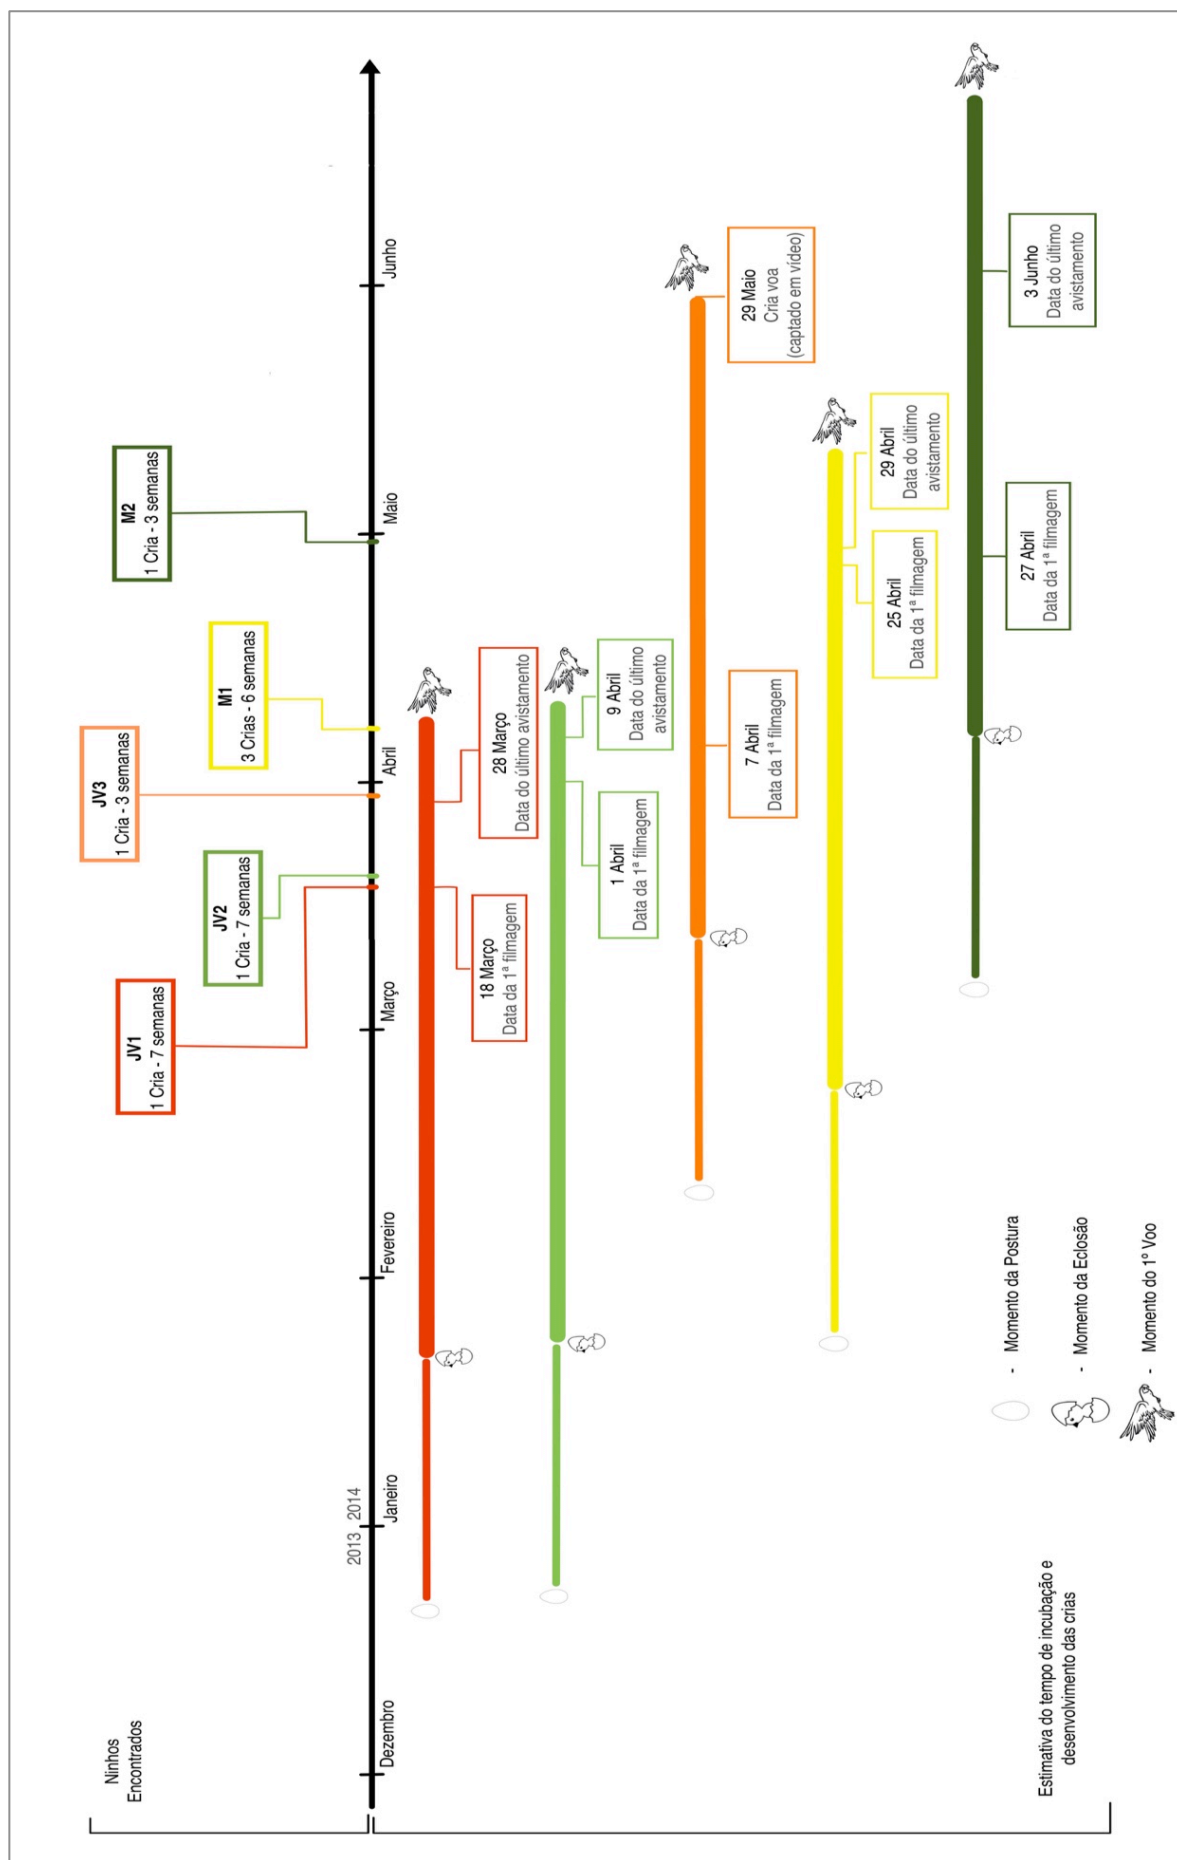 Ninhos
Encontrados
JV1
1 Cria - 7 semanas
JV2
1 Cria - 7 semanas
JV3
1 Cria - 3 semanas
M1
3 Crias - 6 semanas
M2
1 Cria - 3 semanas
2013 2014
Dezembro
Janeiro
Fevereiro
Março
Abril
Maio
Junho
18 Março
Data da 1ª filmagem
28 Março
Data do último avistamento
1 Abril
Data da 1ª filmagem
9 Abril
Data do último
avistamento
7 Abril
Data da 1ª filmagem
29 Maio
Cria voa
(captado em vídeo)
25 Abril
Data da 1ª filmagem
29 Abril
Data do último
avistamento
27 Abril
Data da 1ª filmagem
3 Junho
Data do último
avistamento
Estimativa do tempo de incubação e
desenvolvimento das crias
- Momento da Postura
- Momento da Eclosão
- Momento do 1º Voo